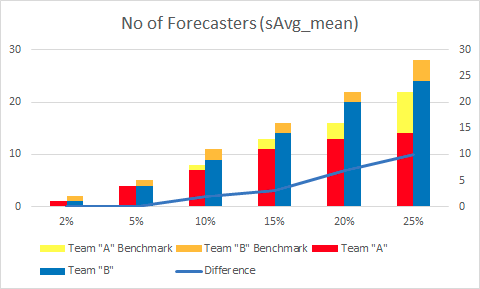 No of Forecasters (sAvg_mean)
30 30
25
20 20
15
10 10
5
0 0
2% 5% 10% 15% 20% 25%
Team "A" Benchmark Team "B" Benchmark Team "A"
Team "B" Difference